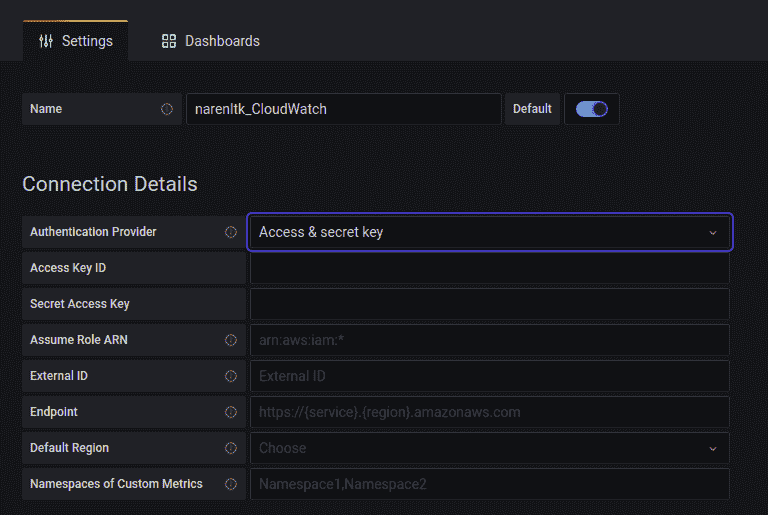 Settings Dashboards
Name narenltk_CloudWatch Default
Connection Details
Authentication Provider Access & secret key
Access Key ID
Secret Access Key
Assume Role ARN arn:aws:iam:*
External ID External ID
Endpoint https://{service}.{region}.amazonaws.com
Default Region Choose
Namespaces of Custom Metrics Namespace1,Namespace2